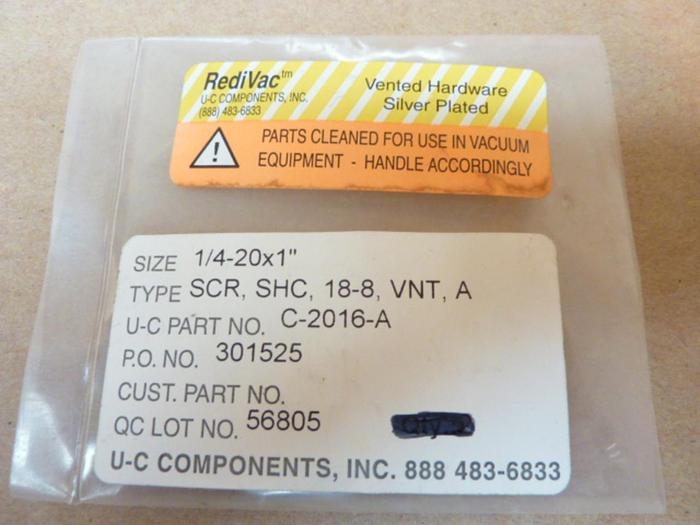 RediVac™
U-C COMPONENTS, INC.
(888) 483-6833
Vented Hardware
Silver Plated
PARTS CLEANED FOR USE IN VACUUM
EQUIPMENT - HANDLE ACCORDINGLY
SIZE 1/4-20x1"
TYPE SCR, SHC, 18-8, VNT, A
U-C PART NO. C-2016-A
P.O. NO. 301525
CUST. PART NO.
QC LOT NO. 56805
U-C COMPONENTS, INC. 888 483-6833